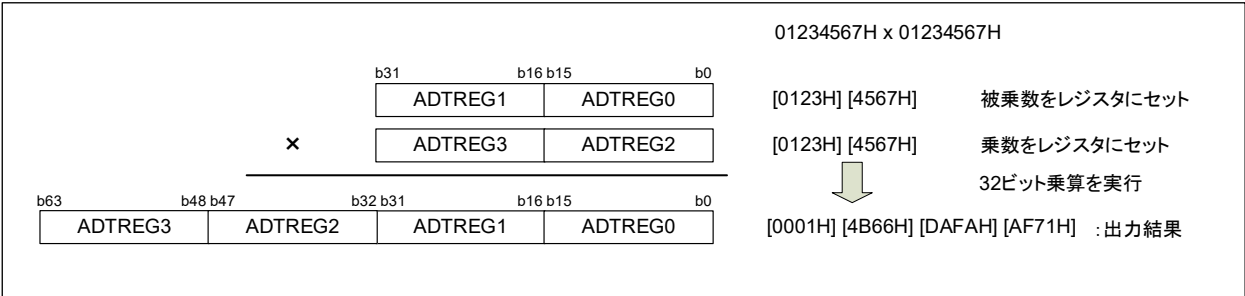 01234567H x 01234567H
b31 b16 b15 b0
ADTREG1 ADTREG0 [0123H] [4567H] 被乗数をレジスタにセット
× ADTREG3 ADTREG2 [0123H] [4567H] 乗数をレジスタにセット
32ビット乗算を実行
b63 b48 b47 b32 b31 b16 b15 b0
ADTREG3 ADTREG2 ADTREG1 ADTREG0 [0001H] [4B66H] [DAFAH] [AF71H] :出力結果